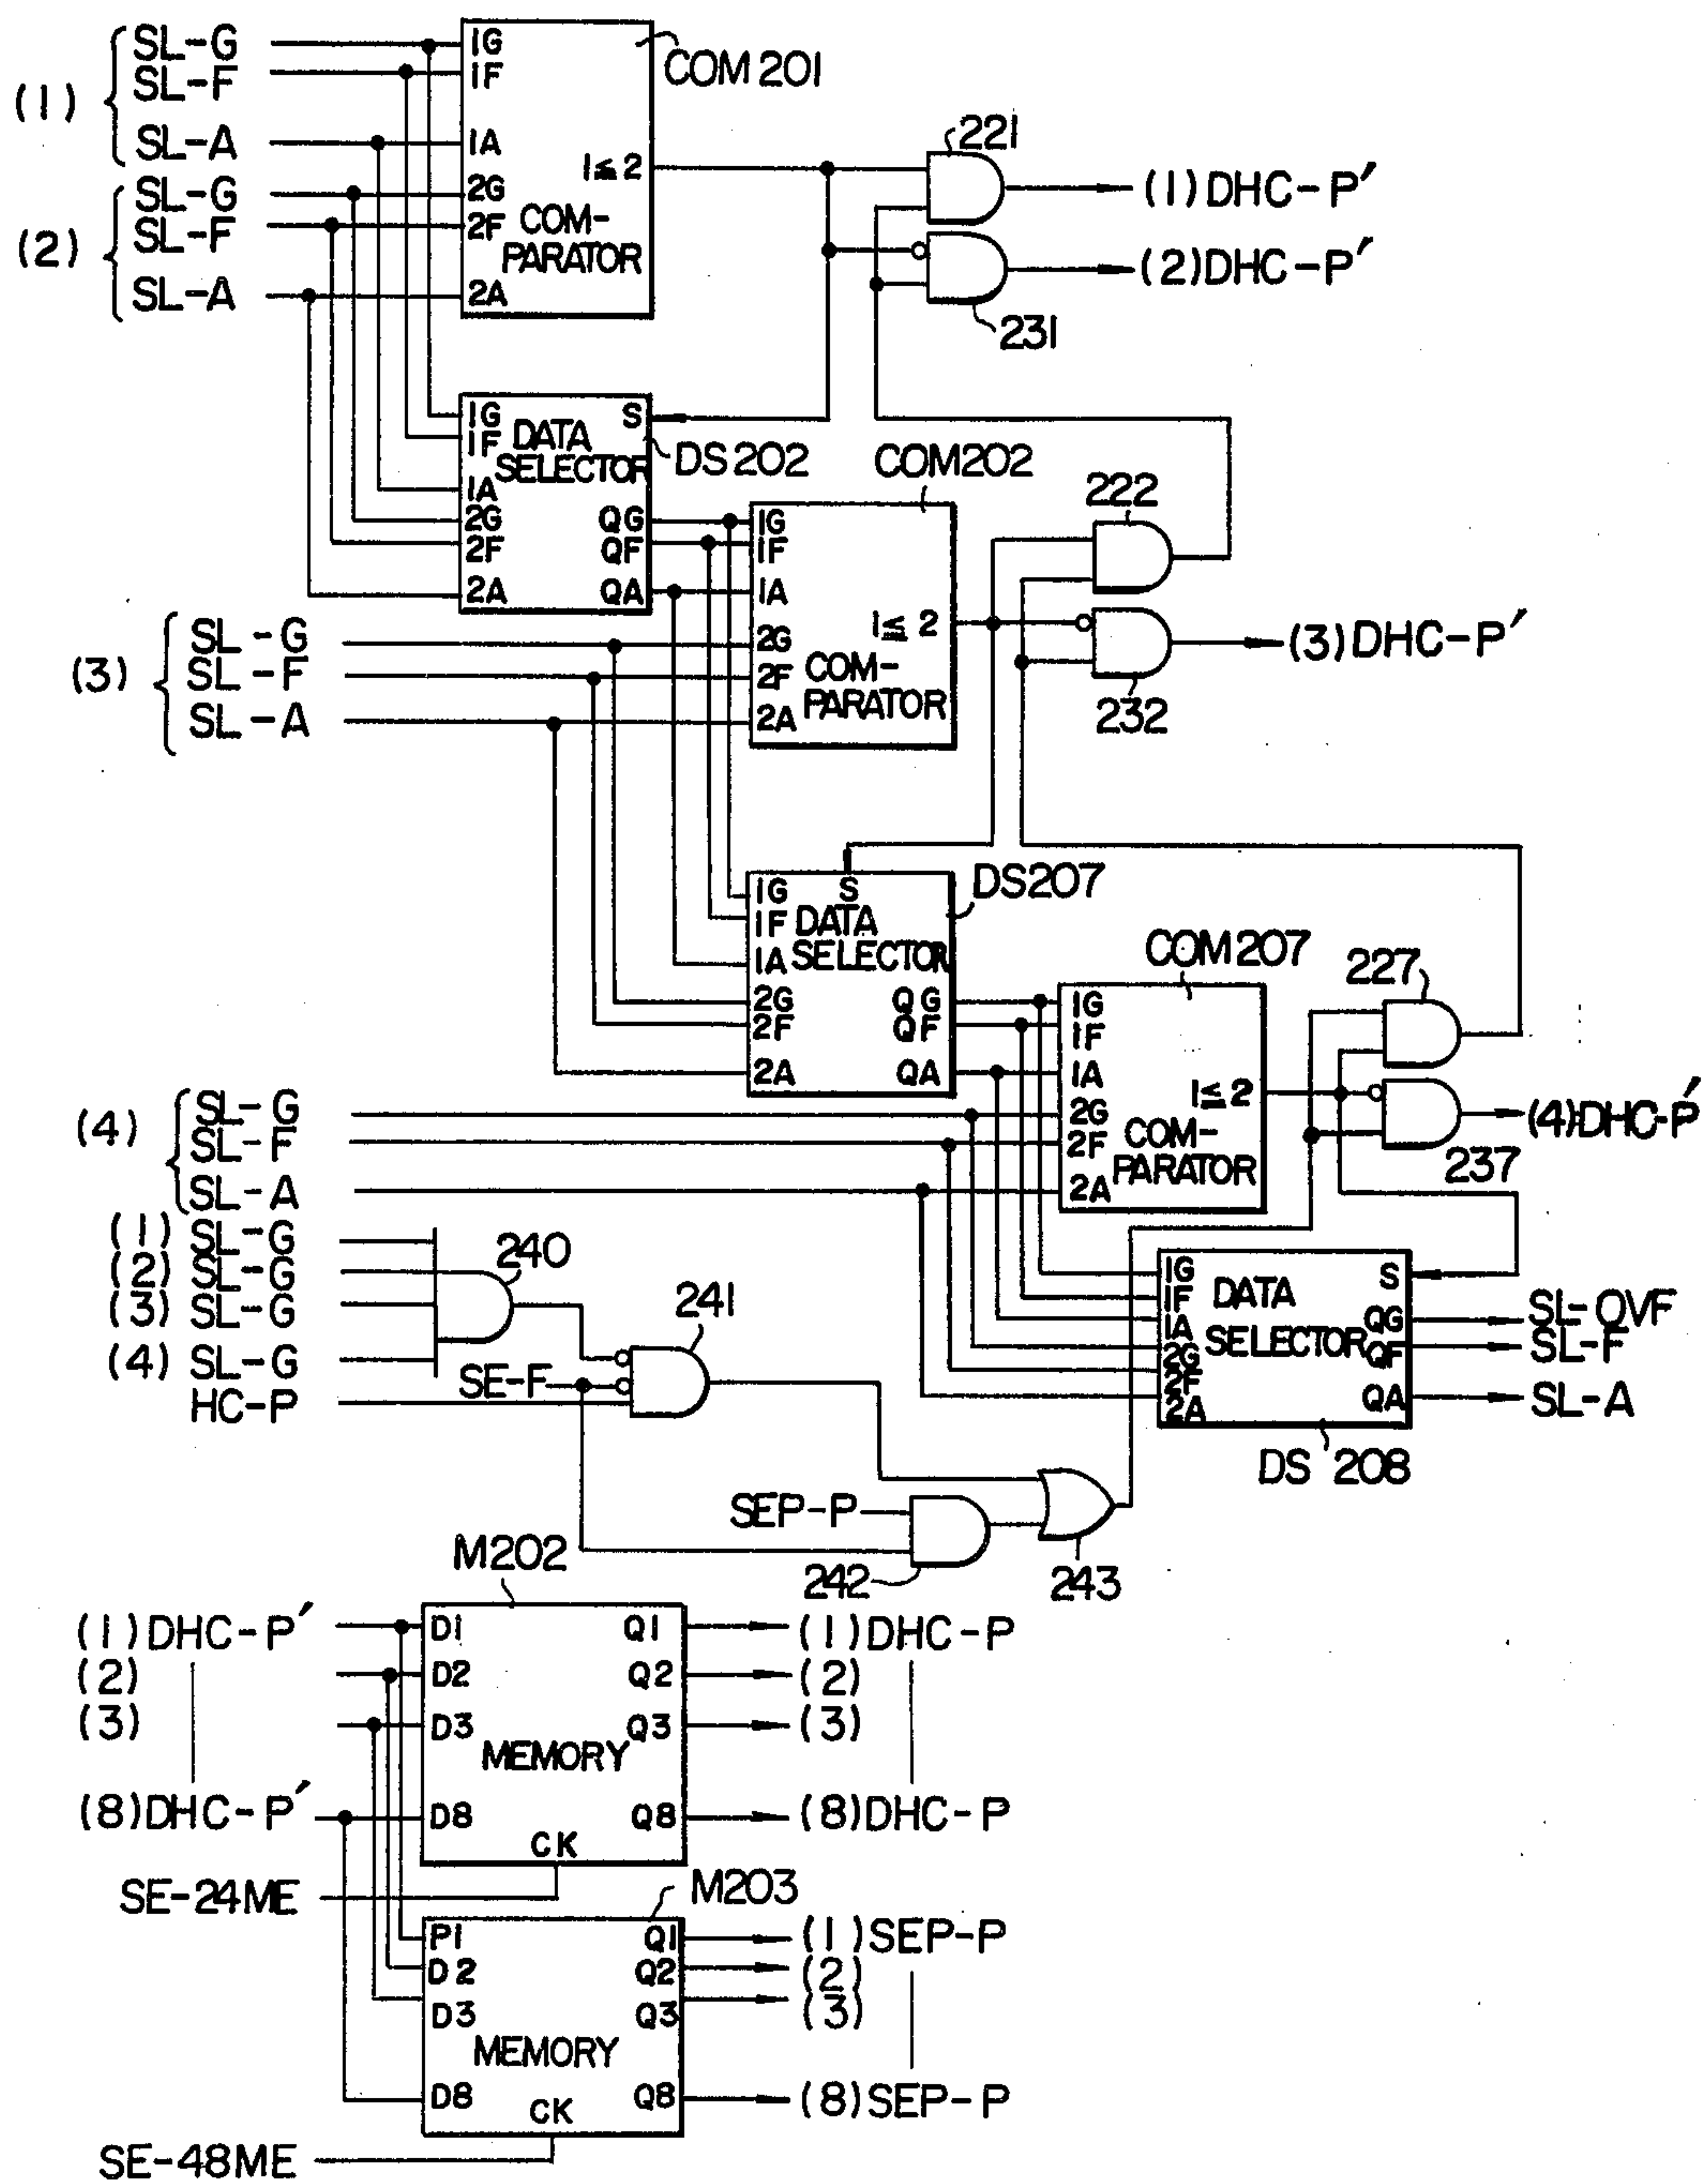 (1) SL-G
SL-F
SL-A
(2) SL-G
SL-F
SL-A
1G
1F
1A
2G
2F
2A
1≦2
COM-
PARATOR
COM201
221
(1)DHC-P′
(2)DHC-P′
231
1G
1F
1A
2G
2F
2A
DATA
SELECTOR
S
QG
QF
QA
DS202
COM202
1G
1F
1A
2G
2F
2A
1≦2
COM-
PARATOR
222
(3)DHC-P′
232
(3) SL-G
SL-F
SL-A
1G
1F
1A
2G
2F
2A
S
DATA
SELECTOR
QG
QF
QA
DS207
COM207
1G
1F
1A
2G
2F
2A
1≦2
COM-
PARATOR
227
(4)DHC-P′
237
(4) SL-G
SL-F
SL-A
(1) SL-G
(2) SL-G
(3) SL-G
(4) SL-G
HC-P
240
SE-F
241
1G
1F
1A
2G
2F
2A
DATA
SELECTOR
S
QG
QF
QA
SL-OVF
SL-F
SL-A
DS 208
SEP-P
242
243
M202
(1)DHC-P′
(2)
(3)
(8)DHC-P′
D1
D2
D3
D8
MEMORY
CK
Q1
Q2
Q3
Q8
(1)DHC-P
(2)
(3)
(8)DHC-P
SE-24ME
M203
P1
D2
D3
D8
MEMORY
CK
Q1
Q2
Q3
Q8
(1)SEP-P
(2)
(3)
(8)SEP-P
SE-48ME